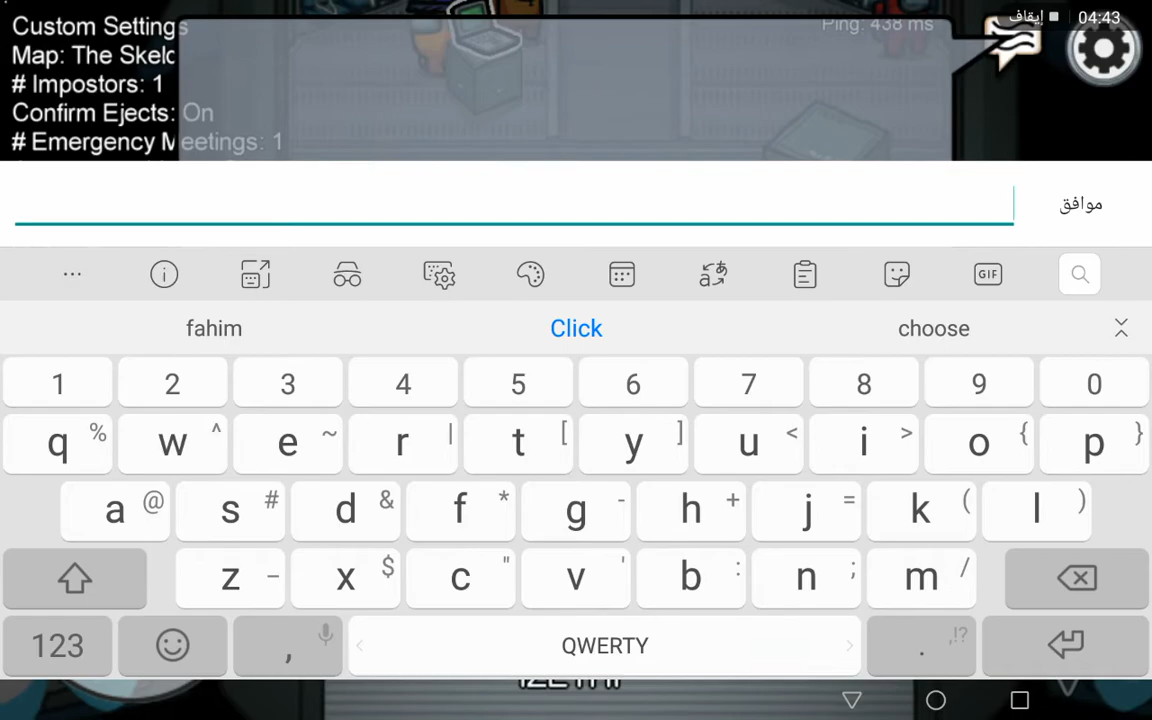 Custom Settings
Ping: 438 ms
إيقاف
04:43
Map: The Skeld
# Impostors: 1
Confirm Ejects: On
# Emergency Meetings: 1
موافق
GIF
fahim
Click
choose
1 2 3 4 5 6 7 8 9 0
q % w ^ e ~ r | t [ y ] u < i > o { p }
a @ s # d & f * g - h + j = k ( l )
z _ x $ c " v ' b : n ; m /
123 , QWERTY . ,!?